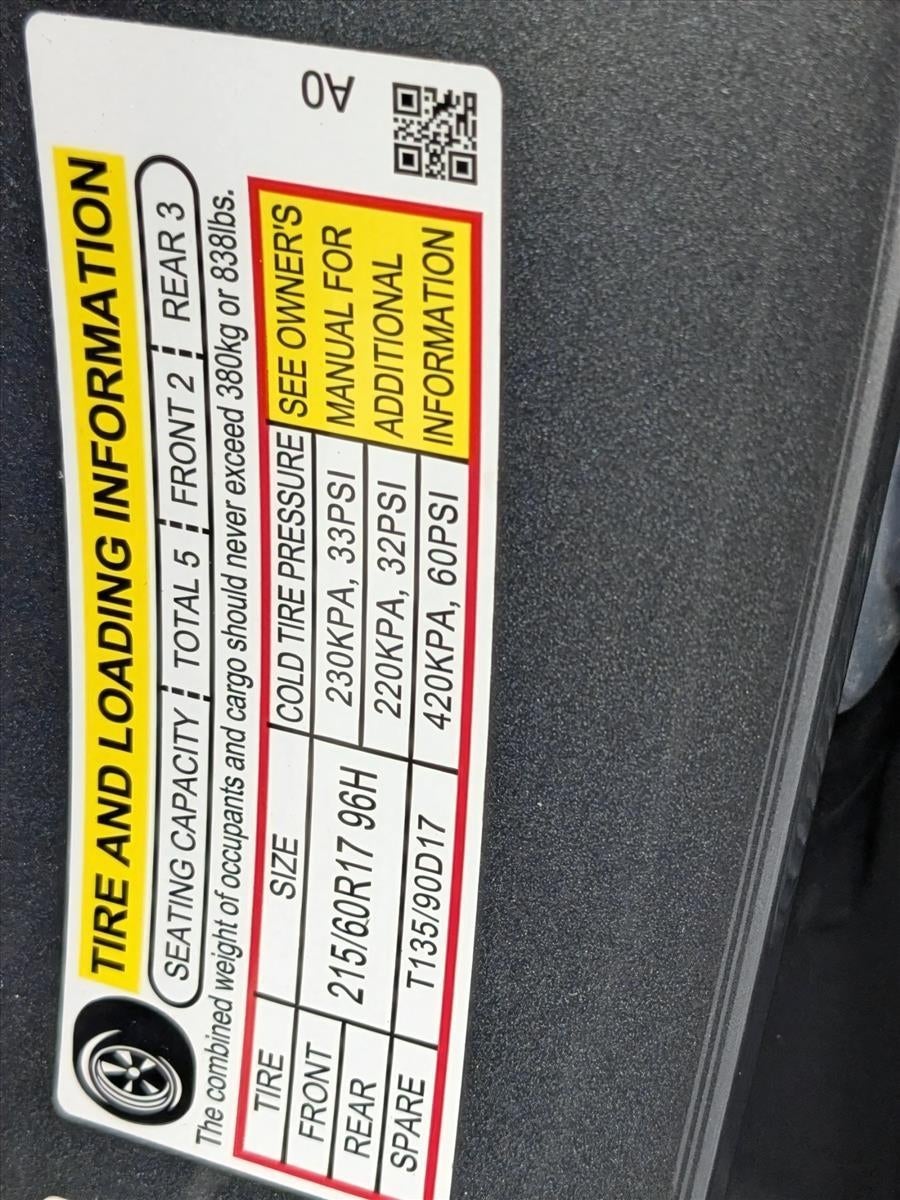 TIRE AND LOADING INFORMATION
A0
SEATING CAPACITY TOTAL 5 FRONT 2 REAR 3
The combined weight of occupants and cargo should never exceed 380kg or 838lbs.
TIRE SIZE COLD TIRE PRESSURE
FRONT 215/60R17 96H 230KPA, 33PSI
REAR 220KPA, 32PSI
SPARE T135/90D17 420KPA, 60PSI
SEE OWNER'S
MANUAL FOR
ADDITIONAL
INFORMATION